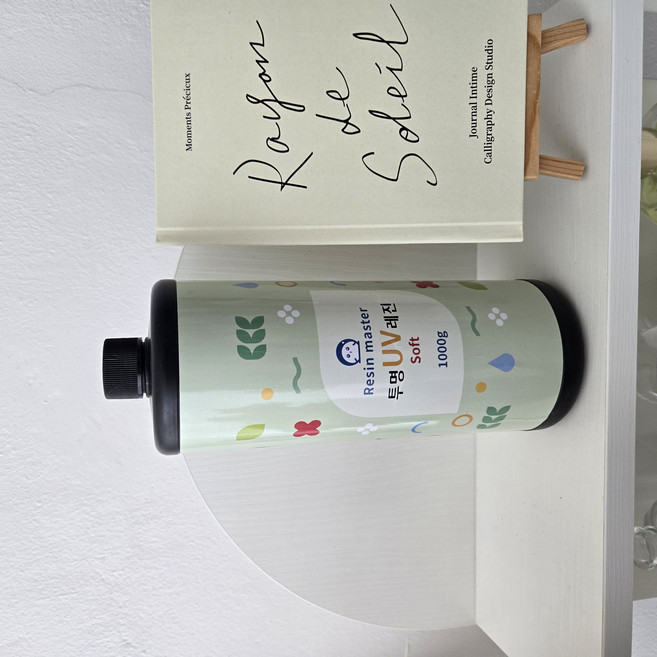 Moments Précicux
Rayon
de
Soleil
Journal Intime
Calligraphy Design Studio
Resin master
투명UV레진
Soft
1000g